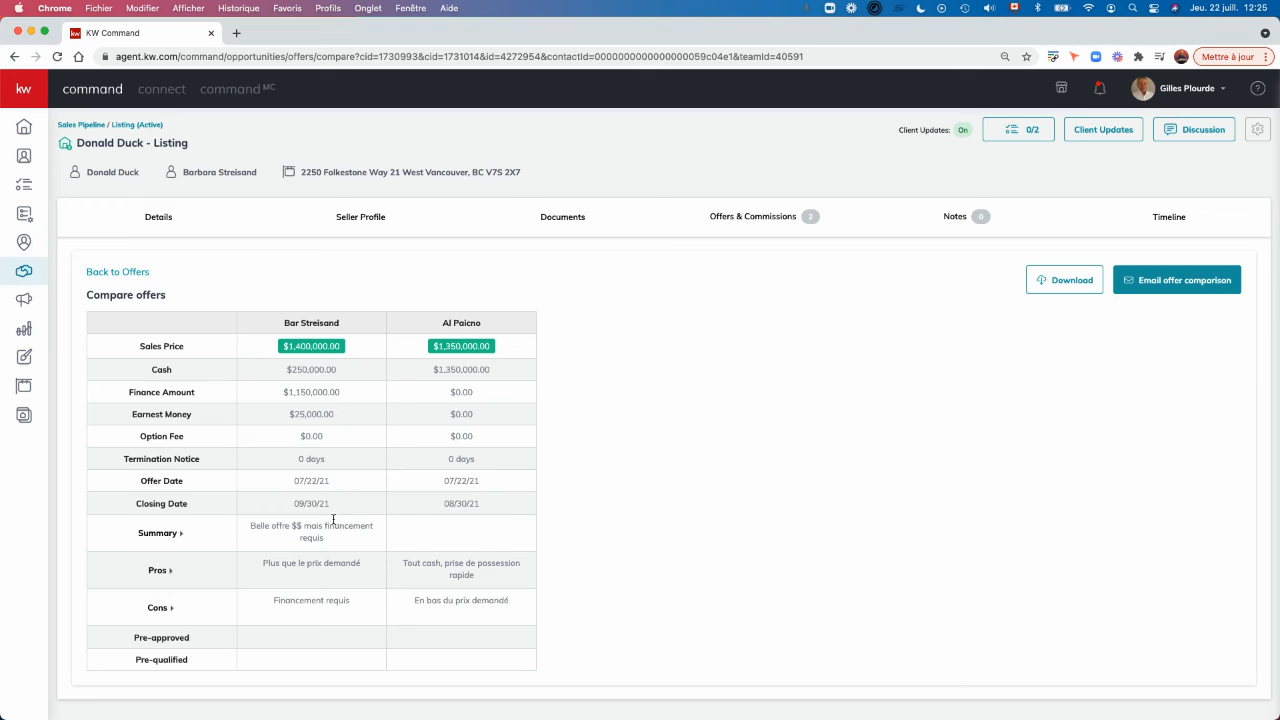 Chrome Fichier Modifier Afficher Historique Favoris Profils Onglet Fenêtre Aide Jeu. 22 juil. 12:25
kw KW Command
agent.kw.com/command/opportunities/offers/compare?cid=1730993&cid=1731014&id=4272954&contactId=0000000000000000059c04e1&teamId=40591 Mettre à jour
kw command connect command MC Gilles Plourde
Sales Pipeline / Listing (Active)
Client Updates: On 0/2 Client Updates Discussion
Donald Duck - Listing
Donald Duck Barbara Streisand 2250 Folkestone Way 21 West Vancouver, BC V7S 2X7
Details Seller Profile Documents Offers & Commissions 2 Notes 0 Timeline
Back to Offers
Download Email offer comparison
Compare offers
Bar Streisand Al Paicno
Sales Price $1,400,000.00 $1,350,000.00
Cash $250,000.00 $1,350,000.00
Finance Amount $1,150,000.00 $0.00
Earnest Money $25,000.00 $0.00
Option Fee $0.00 $0.00
Termination Notice 0 days 0 days
Offer Date 07/22/21 07/22/21
Closing Date 09/30/21 08/30/21
Summary Belle offre $$ mais financement
requis
Pros Plus que le prix demandé Tout cash, prise de possession
rapide
Cons Financement requis En bas du prix demandé
Pre-approved
Pre-qualified